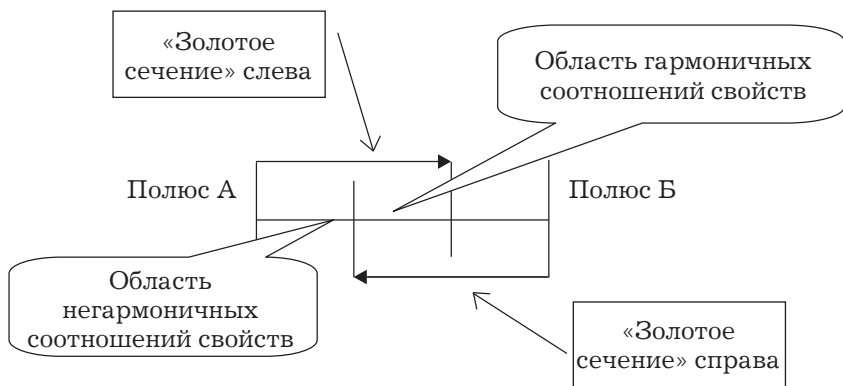 «Золотое
сечение» слева
Область гармоничных
соотношений свойств
Полюс А
Полюс Б
Область
негармоничных
соотношений свойств
«Золотое
сечение» справа